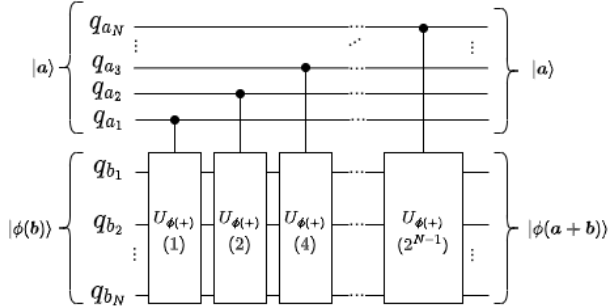 q_{a_N}
|a⟩ q_{a_3} |a⟩
q_{a_2}
q_{a_1}
q_{b_1}
|ϕ(b)⟩ q_{b_2} U_{ϕ(+)} (1) U_{ϕ(+)} (2) U_{ϕ(+)} (4) U_{ϕ(+)} (2^{N-1}) |ϕ(a + b)⟩
q_{b_N}